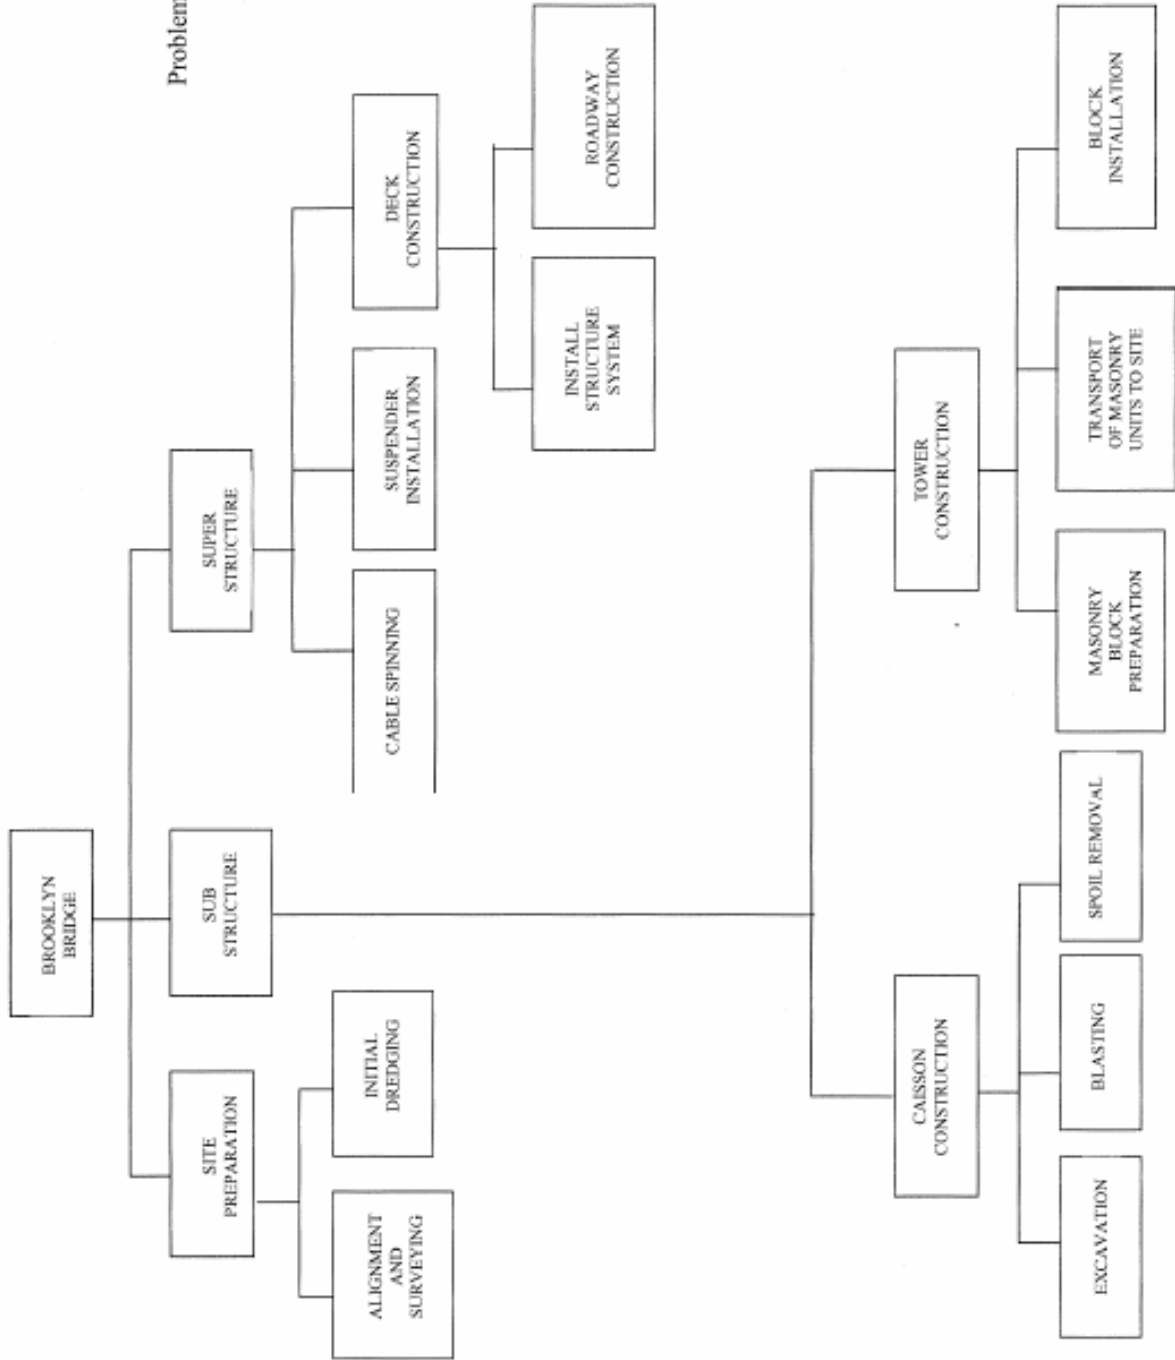 Problem
BROOKLYN
BRIDGE
SITE
PREPARATION
SUB
STRUCTURE
SUPER
STRUCTURE
ALIGNMENT
AND
SURVEYING
INITIAL
DREDGING
CABLE SPINNING
SUSPENDER
INSTALLATION
DECK
CONSTRUCTION
INSTALL
STRUCTURE
SYSTEM
ROADWAY
CONSTRUCTION
CAISSON
CONSTRUCTION
TOWER
CONSTRUCTION
EXCAVATION
BLASTING
SPOIL REMOVAL
MASONRY
BLOCK
PREPARATION
TRANSPORT
OF MASONRY
UNITS TO SITE
BLOCK
INSTALLATION